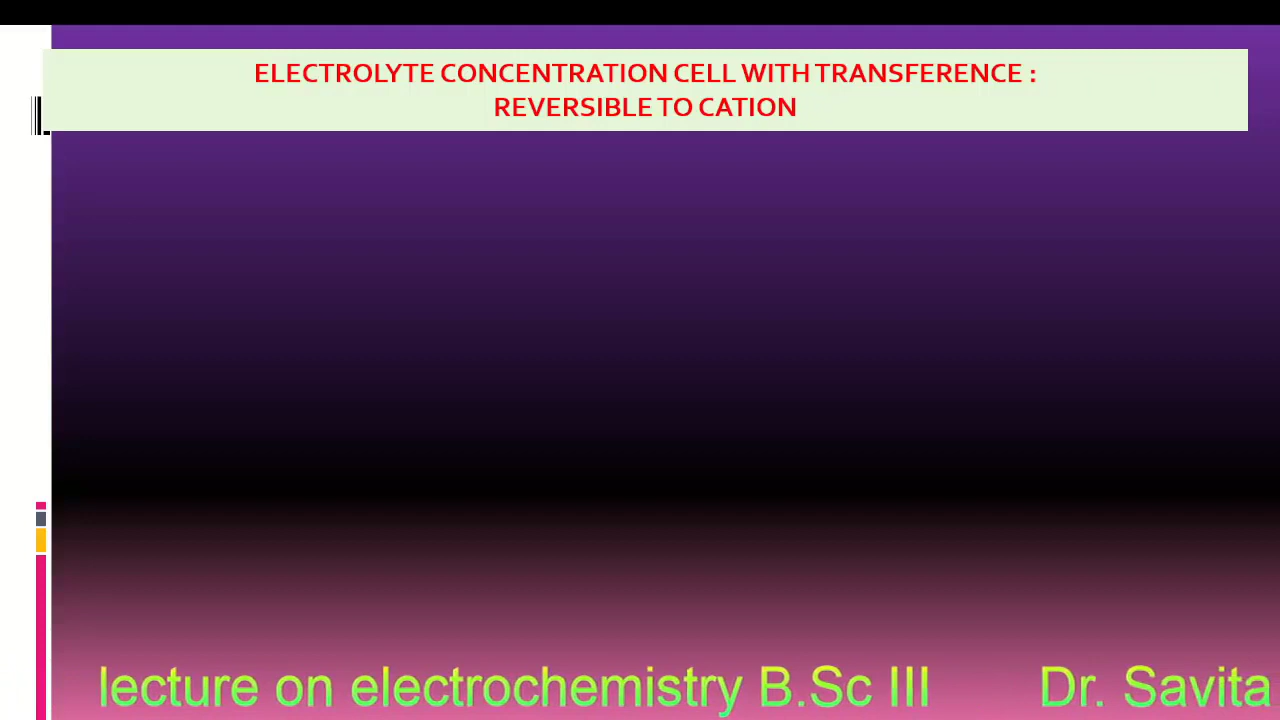 ELECTROLYTE CONCENTRATION CELL WITH TRANSFERENCE :
REVERSIBLE TO CATION
lecture on electrochemistry B.Sc III Dr. Savita